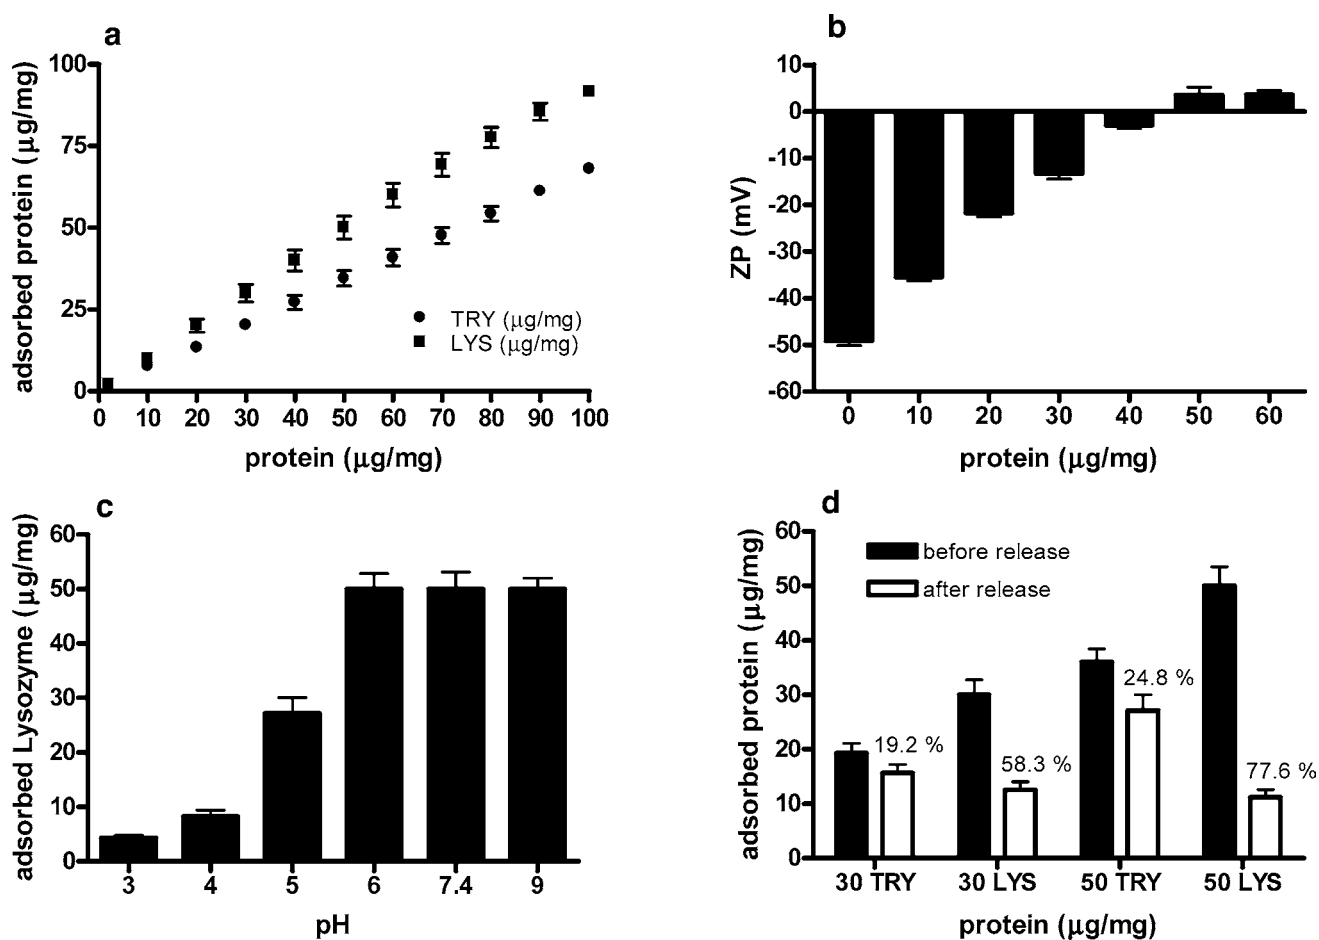 a
adsorbed protein (μg/mg)
100
75
50
25
0
TRY (μg/mg)
LYS (μg/mg)
0 10 20 30 40 50 60 70 80 90 100
protein (μg/mg)
b
ZP (mV)
10
0
-10
-20
-30
-40
-50
-60
0 10 20 30 40 50 60
protein (μg/mg)
c
adsorbed Lysozyme (μg/mg)
60
50
40
30
20
10
0
3 4 5 6 7.4 9
pH
d
adsorbed protein (μg/mg)
60
50
40
30
20
10
0
before release
after release
19.2 %
58.3 %
24.8 %
77.6 %
30 TRY 30 LYS 50 TRY 50 LYS
protein (μg/mg)